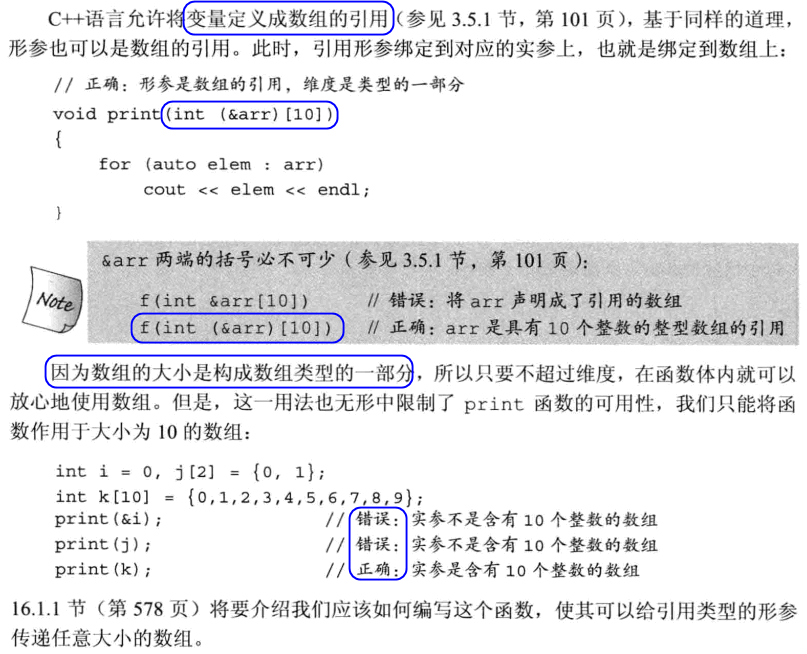 C++语言允许将变量定义成数组的引用（参见 3.5.1 节，第 101 页），基于同样的道理，
形参也可以是数组的引用。此时，引用形参绑定到对应的实参上，也就是绑定到数组上：
// 正确：形参是数组的引用，维度是类型的一部分
void print(int (&arr)[10])
{
for (auto elem : arr)
cout << elem << endl;
}
&arr 两端的括号必不可少（参见 3.5.1 节，第 101 页）：
Note
f(int &arr[10]) // 错误：将 arr 声明成了引用的数组
f(int (&arr)[10]) // 正确：arr 是具有 10 个整数的整型数组的引用
因为数组的大小是构成数组类型的一部分，所以只要不超过维度，在函数体内就可以
放心地使用数组。但是，这一用法也无形中限制了 print 函数的可用性，我们只能将函
数作用于大小为 10 的数组：
int i = 0, j[2] = {0, 1};
int k[10] = {0,1,2,3,4,5,6,7,8,9};
print(&i); // 错误：实参不是含有 10 个整数的数组
print(j); // 错误：实参不是含有 10 个整数的数组
print(k); // 正确：实参是含有 10 个整数的数组
16.1.1 节（第 578 页）将要介绍我们应该如何编写这个函数，使其可以给引用类型的形参
传递任意大小的数组。